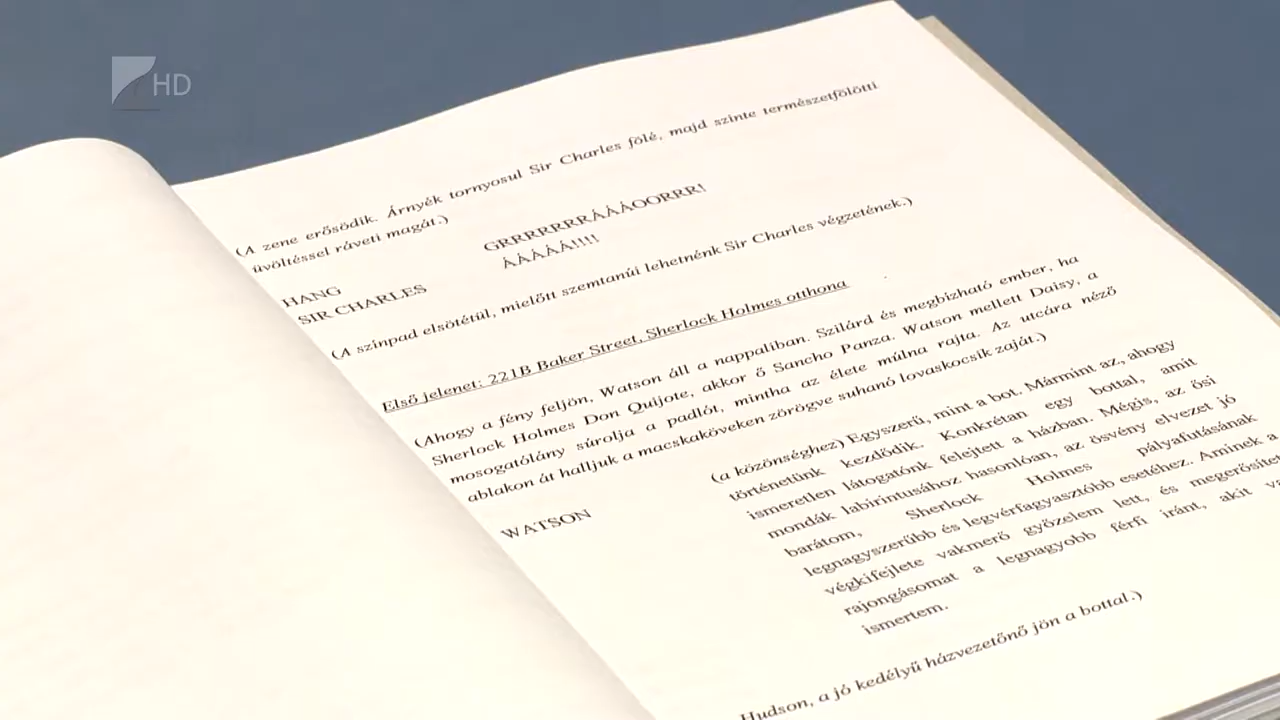 HD
(A zene erősödik. Árnyék tornyosul Sir Charles fölé, majd szinte természetfölötti
üvöltéssel ráveti magát.)
HANG GRRRRRRRÁÁÁOORRR!
SIR CHARLES ÁÁÁÁÁ!!!!
(A színpad elsötétül, mielőtt szemtanúi lehetnénk Sir Charles végzetének.)
Első jelenet: 221B Baker Street, Sherlock Holmes otthona
(Ahogy a fény feljön, Watson áll a nappaliban. Szilárd és megbízható ember, ha
Sherlock Holmes Don Quijote, akkor ő Sancho Panza. Watson mellett Daisy, a
mosogatólány súrolja a padlót, mintha az élete múlna rajta. Az utcára néző
ablakon út halljuk a macskaköveken zörögve suhanó lovaskocsik zaját.)
WATSON (a közönséghez) Egyszerű, mint a bot. Mármint az, ahogy
történetünk kezdődik. Konkrétan egy bottal, amit
ismeretlen látogatónk felejtett a házban. Mégis, az ősi
mondák labirintusához hasonlóan, az ösvény elvezet jó
barátom, Sherlock Holmes pályafutásának
legnagyszerűbb és legvérfagyasztóbb esetéhez. Aminek a
végkifejlete vakmerő győzelem lett, és megerősítet
rajongásomat a legnagyobb férfi iránt, akit va
ismertem.
Hudson, a jó kedélyű házvezetőnő jön a bottal.)